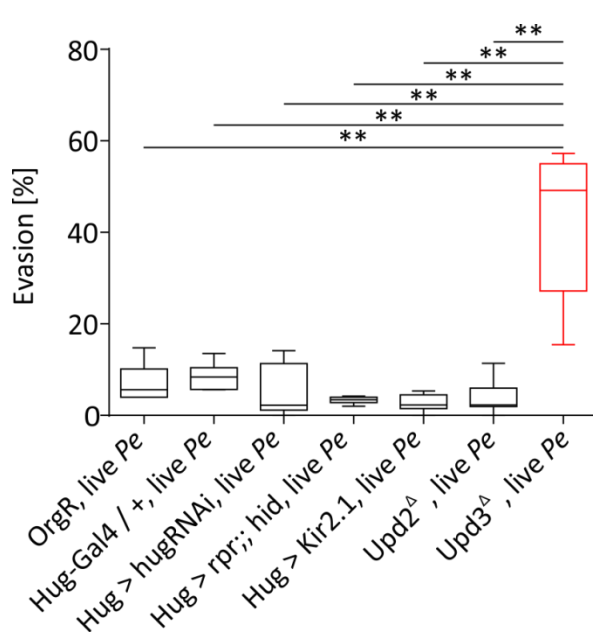 **
80
**
**
**
**
60
**
Evasion [%]
40
20
0
OrgR, live Pe
Hug-Gal4 / +, live Pe
Hug > hugRNAi, live Pe
Hug > rpr;; hid, live Pe
Hug > Kir2.1, live Pe
Upd2Δ, live Pe
Upd3Δ, live Pe